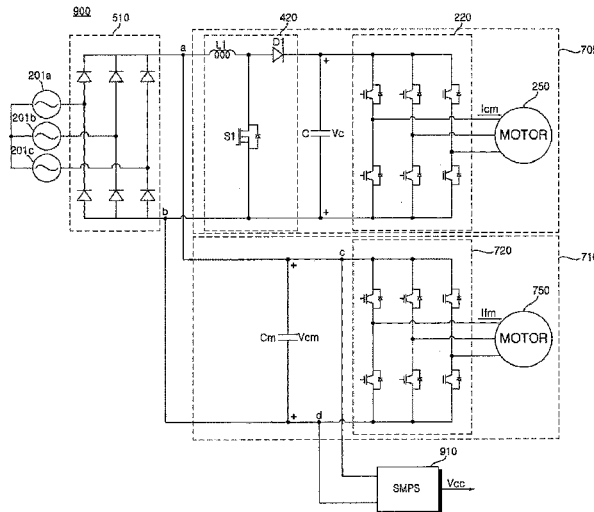 900
510
420
220
705
201a
201b
201c
a
L1
D1
S1
+
C
Vc
+
Icm
250
MOTOR
b
c
720
710
+
Cm
Vcm
+
Ifm
750
MOTOR
d
910
SMPS
Vcc